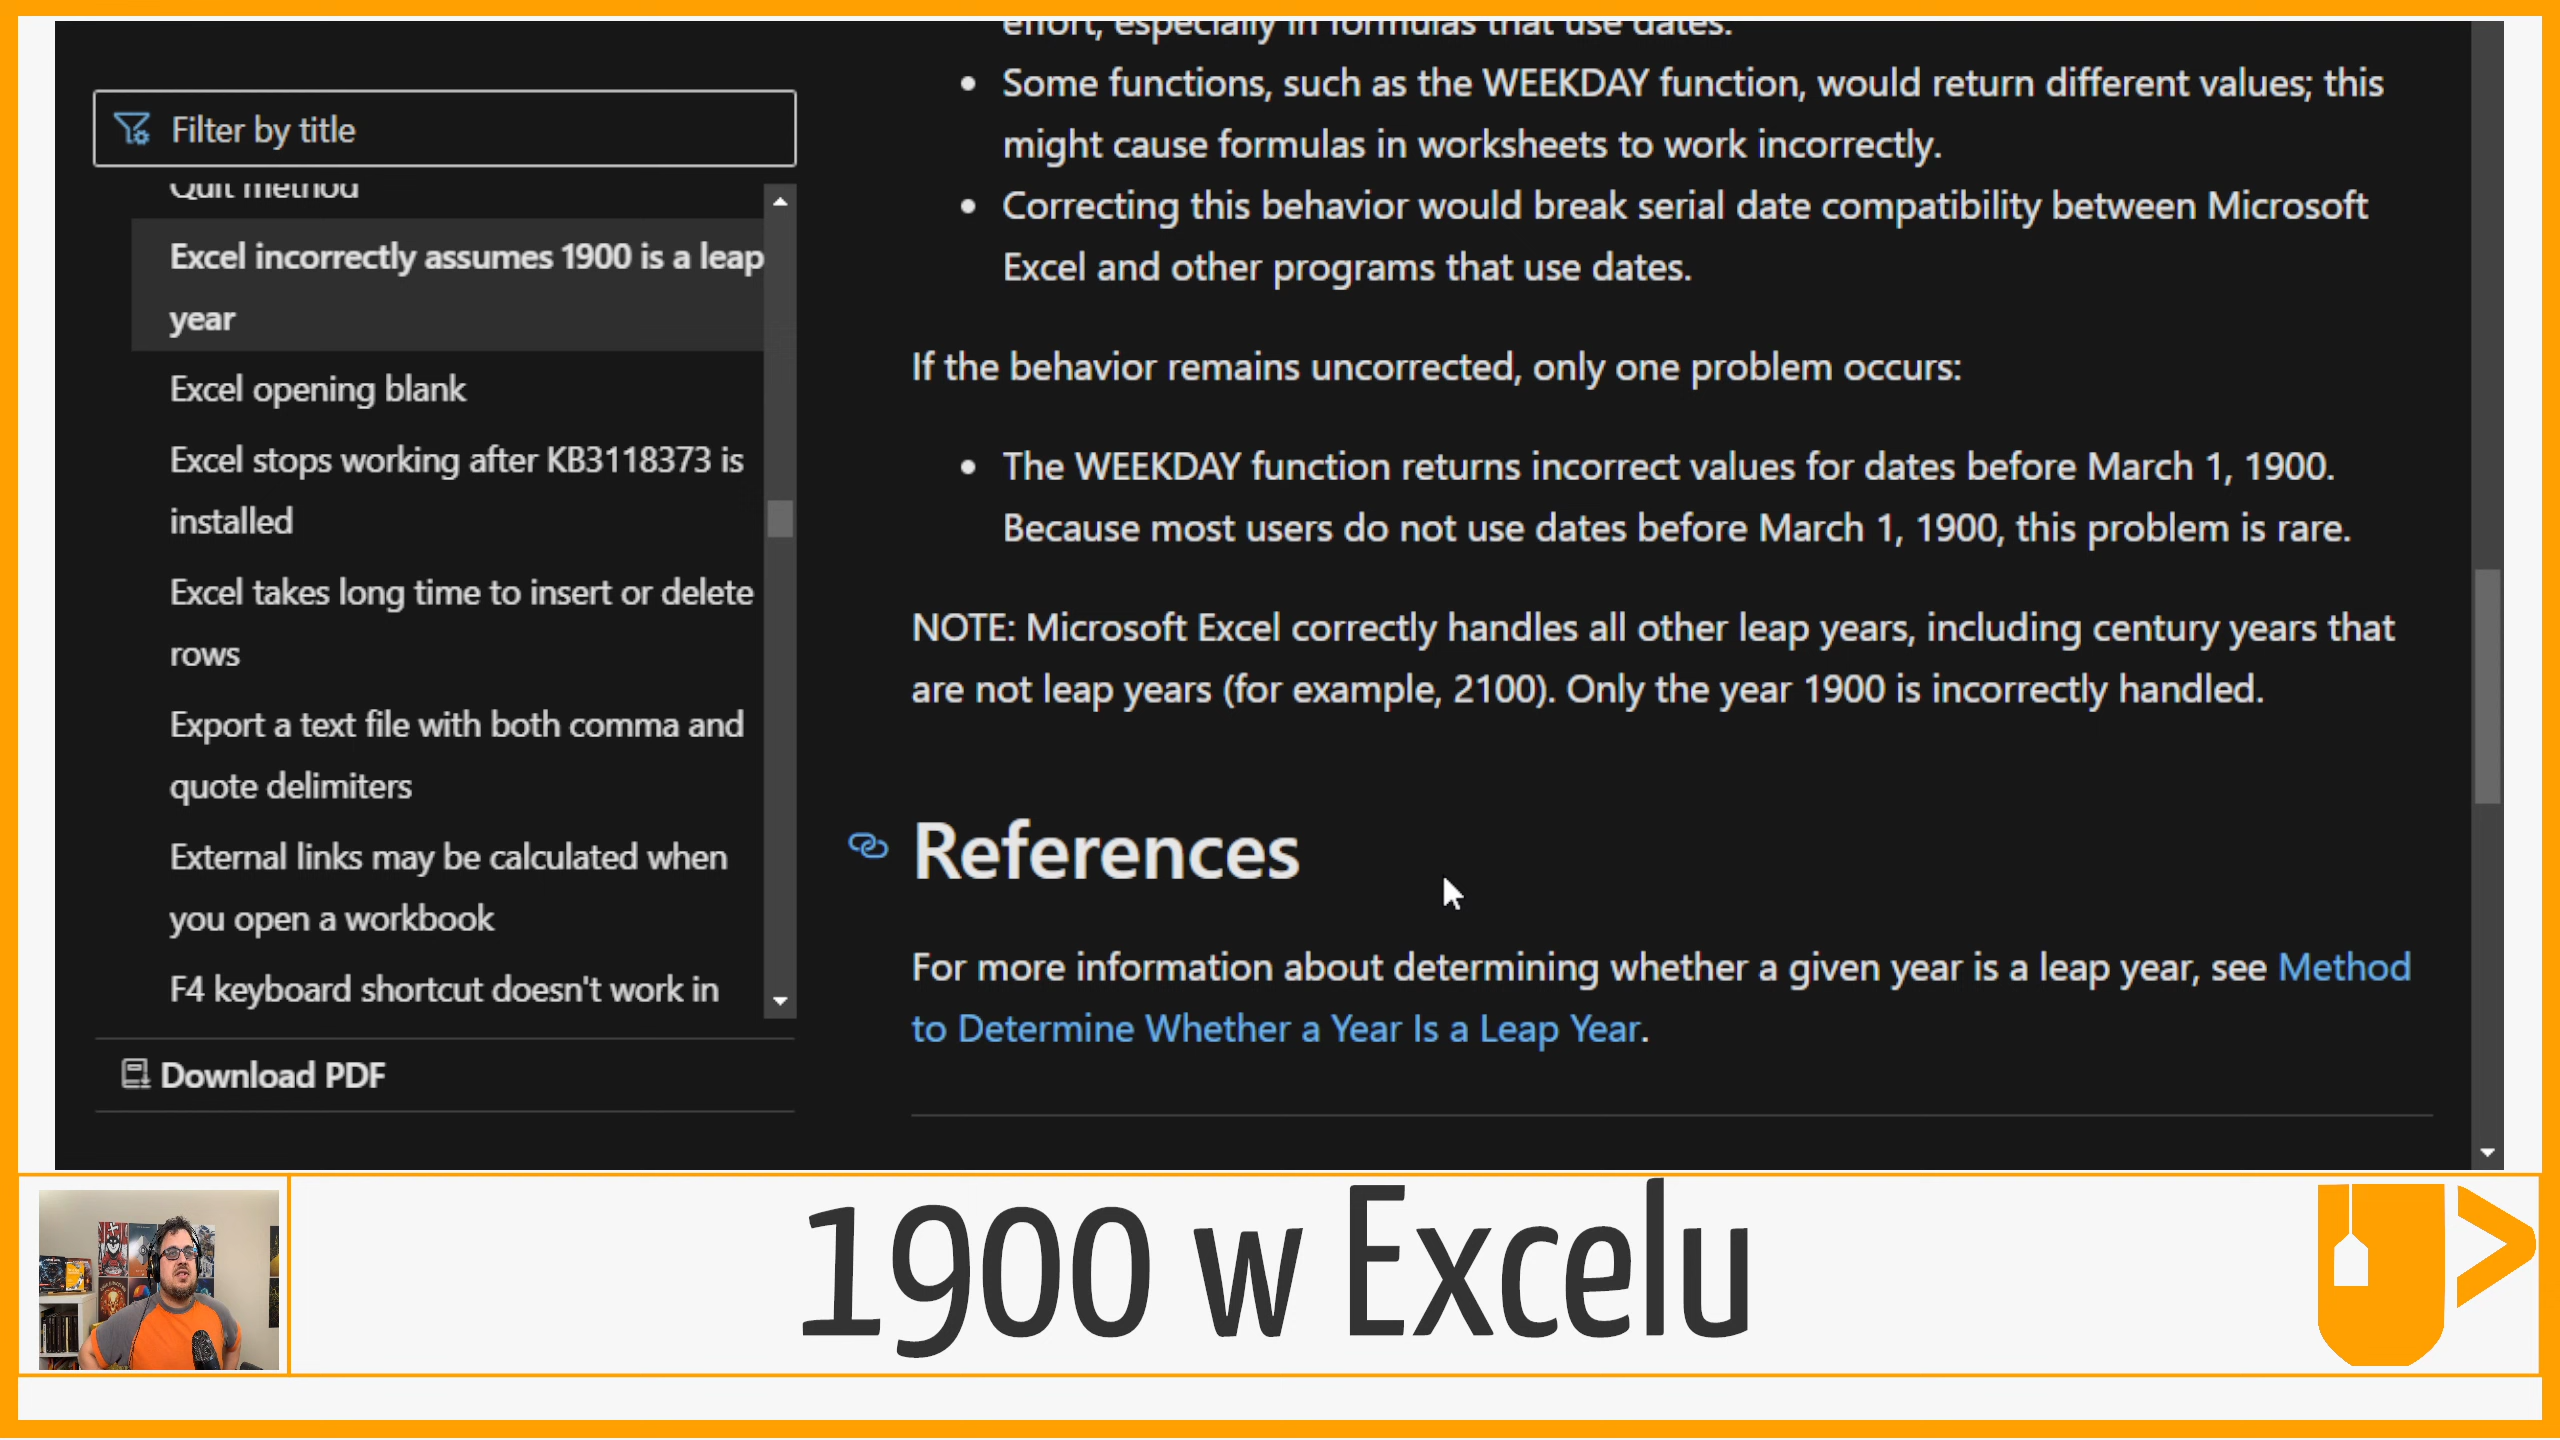 Filter by title
Quit method
Excel incorrectly assumes 1900 is a leap
year
Excel opening blank
Excel stops working after KB3118373 is
installed
Excel takes long time to insert or delete
rows
Export a text file with both comma and
quote delimiters
External links may be calculated when
you open a workbook
F4 keyboard shortcut doesn't work in
Download PDF
effort, especially in formulas that use dates.
• Some functions, such as the WEEKDAY function, would return different values; this
might cause formulas in worksheets to work incorrectly.
• Correcting this behavior would break serial date compatibility between Microsoft
Excel and other programs that use dates.
If the behavior remains uncorrected, only one problem occurs:
• The WEEKDAY function returns incorrect values for dates before March 1, 1900.
Because most users do not use dates before March 1, 1900, this problem is rare.
NOTE: Microsoft Excel correctly handles all other leap years, including century years that
are not leap years (for example, 2100). Only the year 1900 is incorrectly handled.
References
For more information about determining whether a given year is a leap year, see Method
to Determine Whether a Year Is a Leap Year.
1900 w Excelu